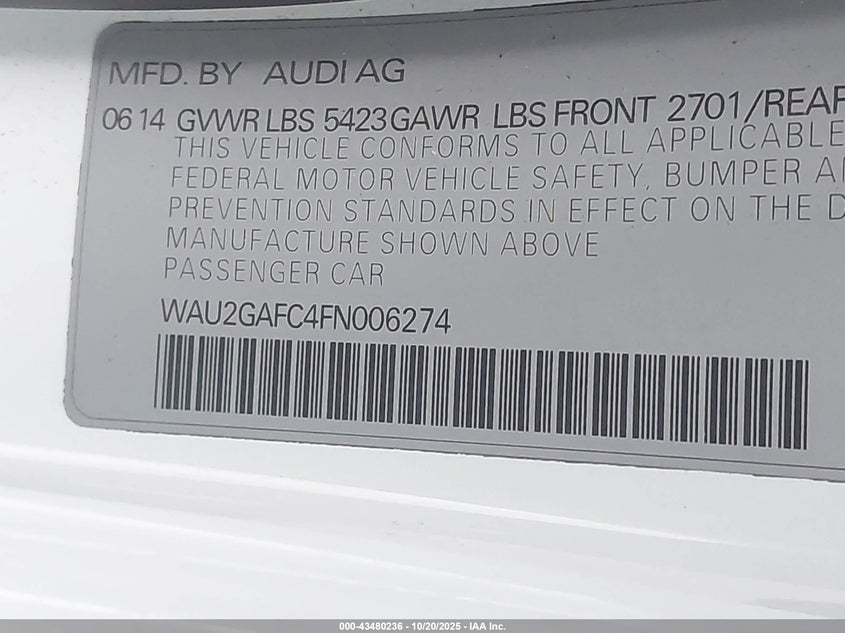 MFD. BY AUDI AG
06 14 GVWR LBS 5423 GAWR LBS FRONT 2701/REAR
THIS VEHICLE CONFORMS TO ALL APPLICABLE
FEDERAL MOTOR VEHICLE SAFETY, BUMPER
PREVENTION STANDARDS IN EFFECT ON THE
MANUFACTURE SHOWN ABOVE
PASSENGER CAR
WAU2GAFC4FN006274
000-43480236 - 10/20/2025 - IAA Inc.